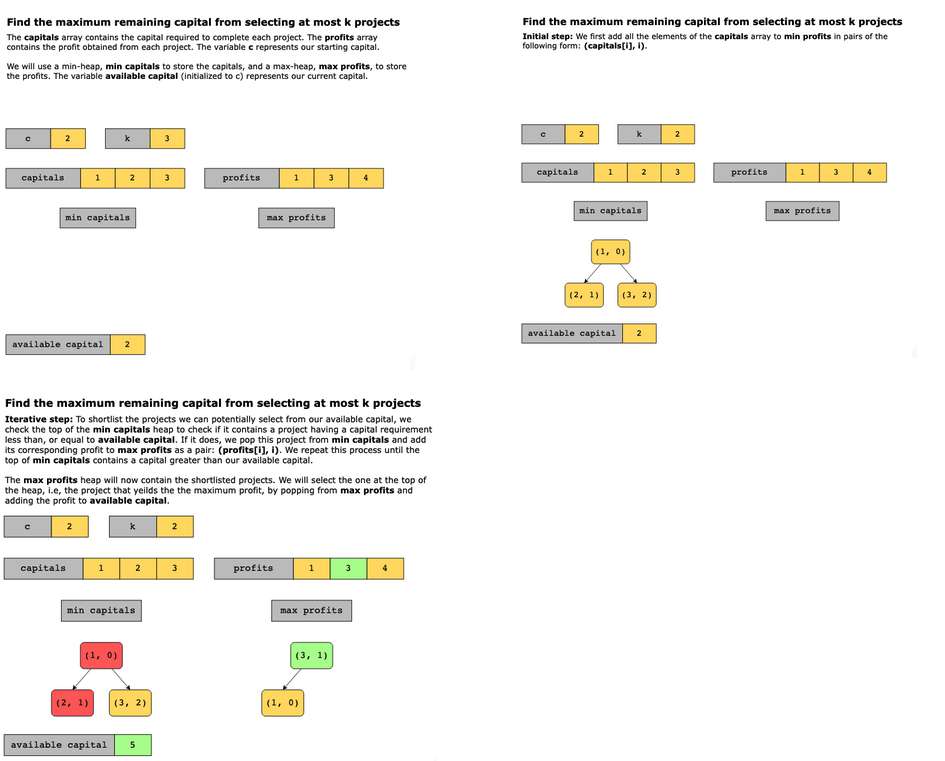 Find the maximum remaining capital from selecting at most k projects
The capitals array contains the capital required to complete each project. The profits array
contains the profit obtained from each project. The variable c represents our starting capital.
We will use a min-heap, min capitals to store the capitals, and a max-heap, max profits, to store
the profits. The variable available capital (initialized to c) represents our current capital.
c 2 k 3
capitals 1 2 3 profits 1 3 4
min capitals max profits
available capital 2
Find the maximum remaining capital from selecting at most k projects
Initial step: We first add all the elements of the capitals array to min profits in pairs of the
following form: (capitals[i], i).
c 2 k 2
capitals 1 2 3 profits 1 3 4
min capitals max profits
(1, 0)
(2, 1) (3, 2)
available capital 2
Find the maximum remaining capital from selecting at most k projects
Iterative step: To shortlist the projects we can potentially select from our available capital, we
check the top of the min capitals heap to check if it contains a project having a capital requirement
less than, or equal to available capital. If it does, we pop this project from min capitals and add
its corresponding profit to max profits as a pair: (profits[i], i). We repeat this process until the
top of min capitals contains a capital greater than our available capital.
The max profits heap will now contain the shortlisted projects. We will select the one at the top of
the heap, i.e, the project that yeilds the the maximum profit, by popping from max profits and
adding the profit to available capital.
c 2 k 2
capitals 1 2 3 profits 1 3 4
min capitals max profits
(1, 0) (3, 1)
(2, 1) (3, 2) (1, 0)
available capital 5